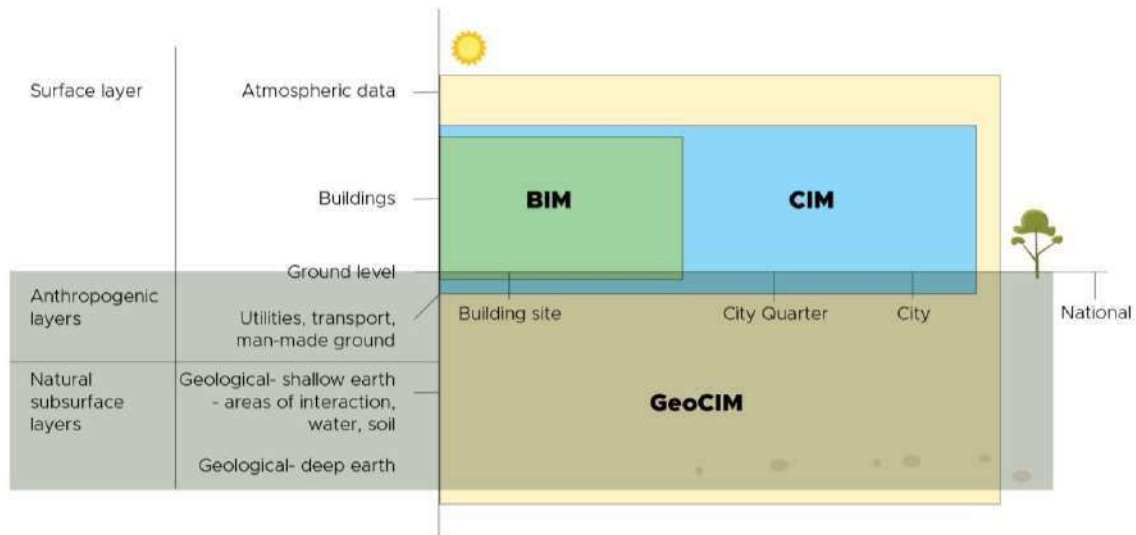 Surface layer
Atmospheric data
Buildings
BIM
CIM
Ground level
Anthropogenic
layers
Utilities, transport,
man-made ground
Building site
City Quarter
City
National
Natural
subsurface
layers
Geological- shallow earth
- areas of interaction,
water, soil
GeoCIM
Geological- deep earth